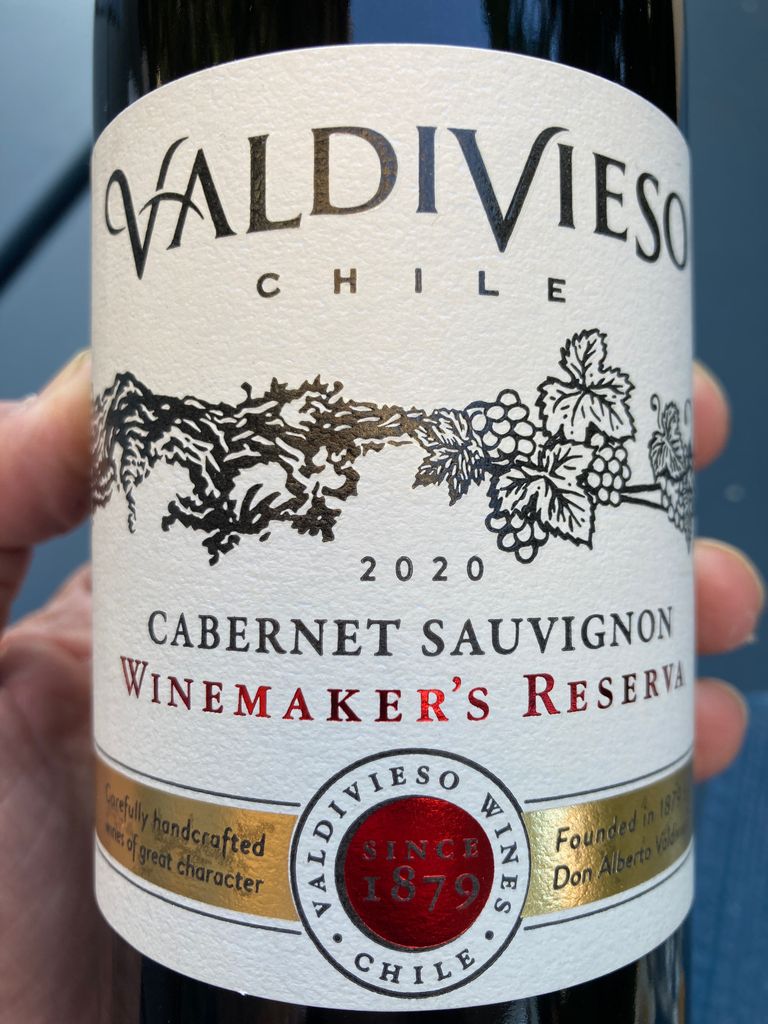 VALDIVIESO
CHILE
2020
CABERNET SAUVIGNON
WINEMAKER'S RESERVA
Carefully handcrafted
wines of great character
VALDIVIESO WINES
SINCE
1879
• CHILE •
Founded in 1879
Don Alberto